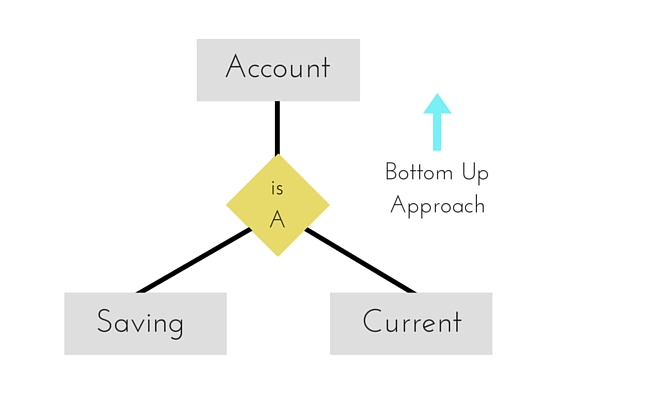 Account
Bottom Up
Approach
is
A
Saving
Current